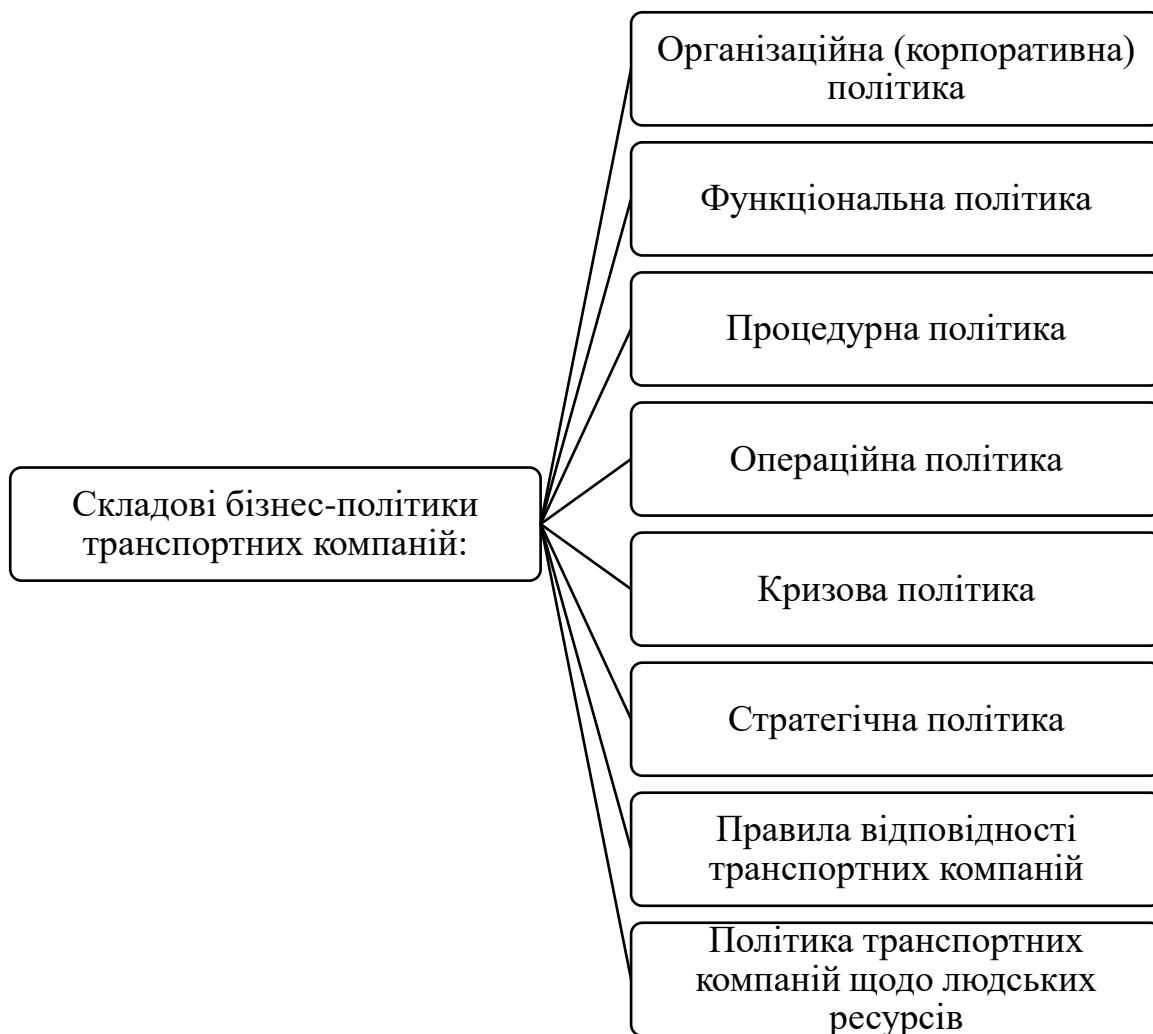 Організаційна (корпоративна)
політика
Функціональна політика
Процедурна політика
Операційна політика
Складові бізнес-політики
транспортних компаній:
Кризова політика
Стратегічна політика
Правила відповідності
транспортних компаній
Політика транспортних
компаній щодо людських
ресурсів